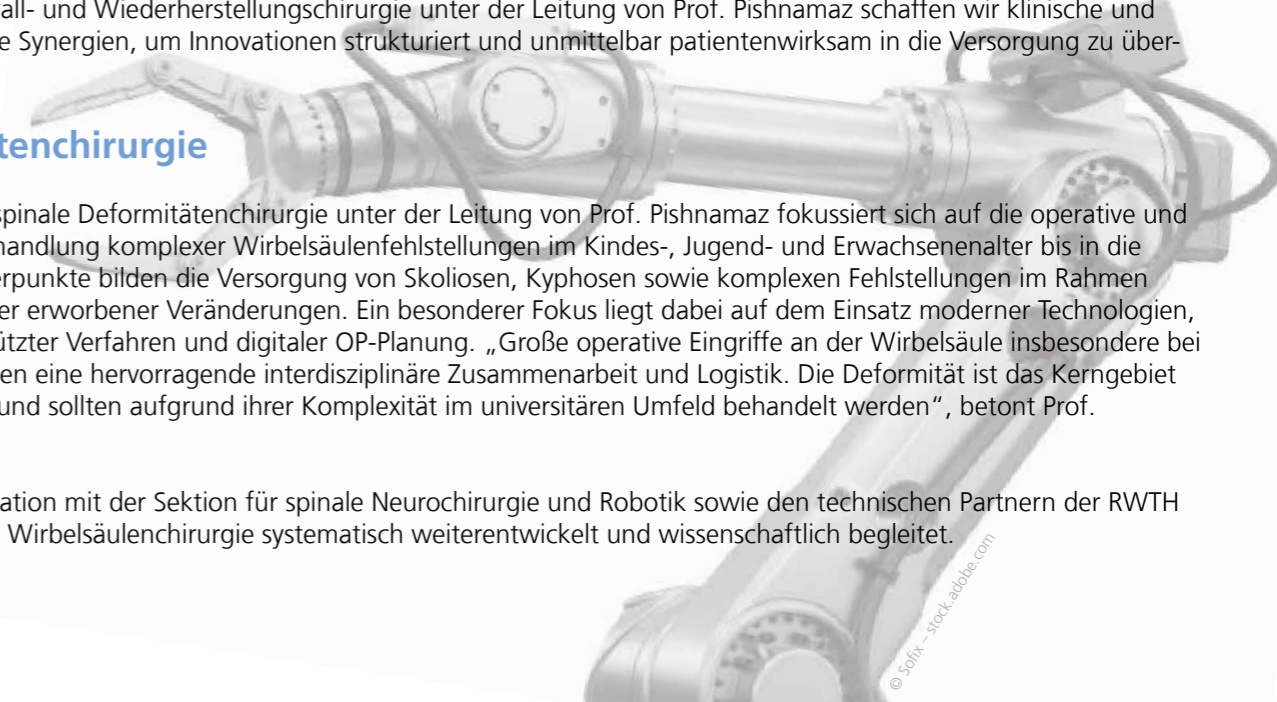 all- und Wiederherstellungschirurgie unter der Leitung von Prof. Pishnamaz schaffen wir klinische und
e Synergien, um Innovationen strukturiert und unmittelbar patientenwirksam in die Versorgung zu über-
tenchirurgie
spinale Deformitätenchirurgie unter der Leitung von Prof. Pishnamaz fokussiert sich auf die operative und
handlung komplexer Wirbelsäulenfehlstellungen im Kindes-, Jugend- und Erwachsenenalter bis in die
erpunkte bilden die Versorgung von Skoliosen, Kyphosen sowie komplexen Fehlstellungen im Rahmen
er erworbener Veränderungen. Ein besonderer Fokus liegt dabei auf dem Einsatz moderner Technologien,
ützter Verfahren und digitaler OP-Planung. „Große operative Eingriffe an der Wirbelsäule insbesondere bei
en eine hervorragende interdisziplinäre Zusammenarbeit und Logistik. Die Deformität ist das Kerngebiet
und sollten aufgrund ihrer Komplexität im universitären Umfeld behandelt werden“, betont Prof.
ation mit der Sektion für spinale Neurochirurgie und Robotik sowie den technischen Partnern der RWTH
Wirbelsäulenchirurgie systematisch weiterentwickelt und wissenschaftlich begleitet.
© Sofix – stock.adobe.com